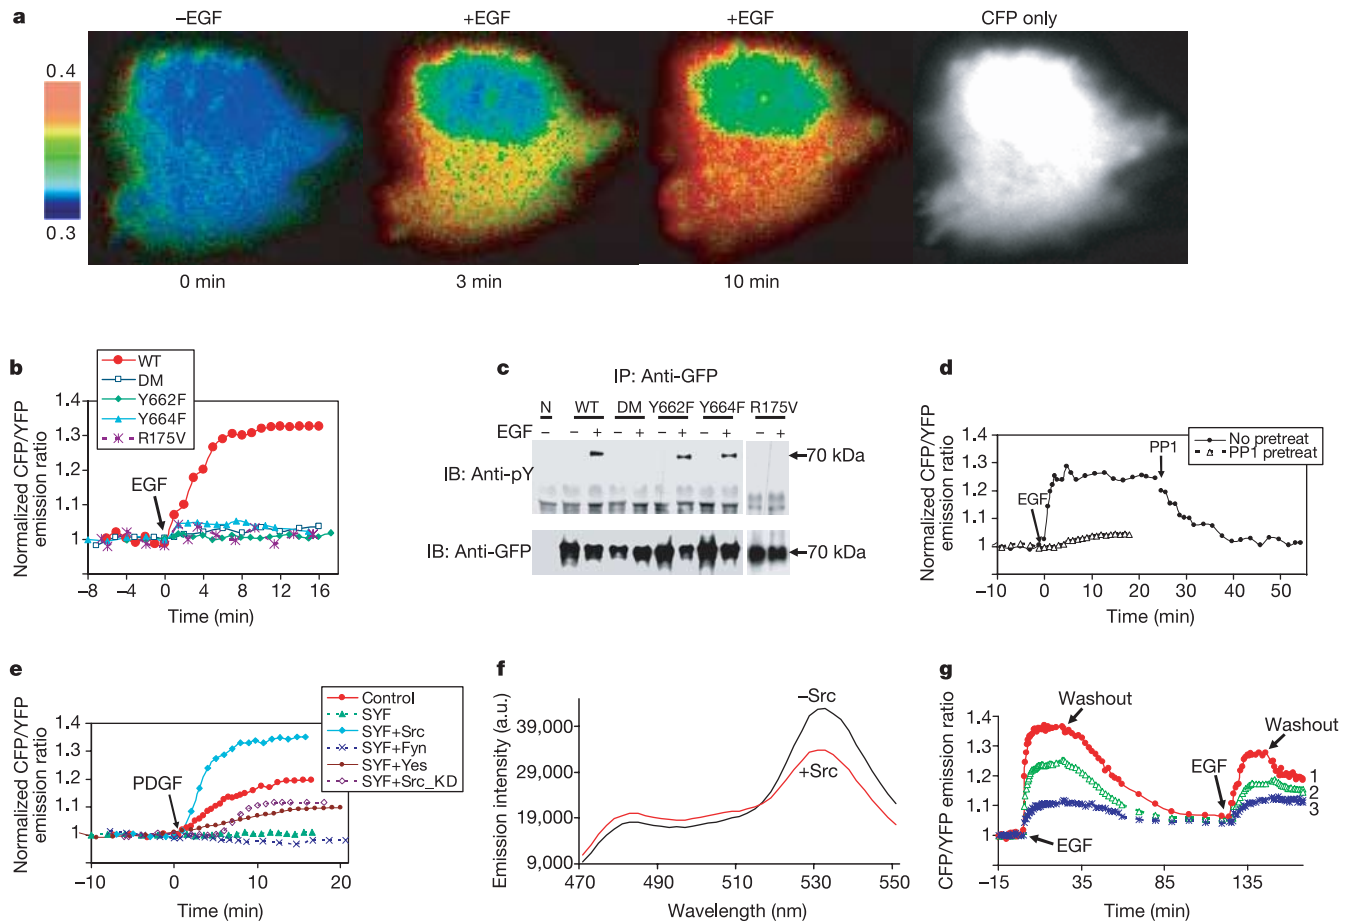 a
–EGF +EGF +EGF CFP only
0.4
0.3
0 min 3 min 10 min
b
WT
DM
Y662F
Y664F
R175V
Normalized CFP/YFP
emission ratio
1.4
1.3
1.2
1.1
1
EGF
–8 –4 0 4 8 12 16
Time (min)
c
IP: Anti-GFP
N WT DM Y662F Y664F R175V
EGF – – + – + – + – + – +
IB: Anti-pY
70 kDa
IB: Anti-GFP
70 kDa
d
No pretreat
PP1 pretreat
Normalized CFP/YFP
emission ratio
1.4
1.3
1.2
1.1
1
EGF
PP1
–10 0 10 20 30 40 50
Time (min)
e
Control
SYF
SYF+Src
SYF+Fyn
SYF+Yes
SYF+Src_KD
Normalized CFP/YFP
emission ratio
1.4
1.3
1.2
1.1
1
PDGF
–10 0 10 20
Time (min)
f
Emission intensity (a.u.)
39,000
29,000
19,000
9,000
–Src
+Src
470 490 510 530 550
Wavelength (nm)
g
CFP/YFP emission ratio
1.4
1.3
1.2
1.1
1
Washout
Washout
EGF
EGF
1
2
3
–15 35 85 135
Time (min)